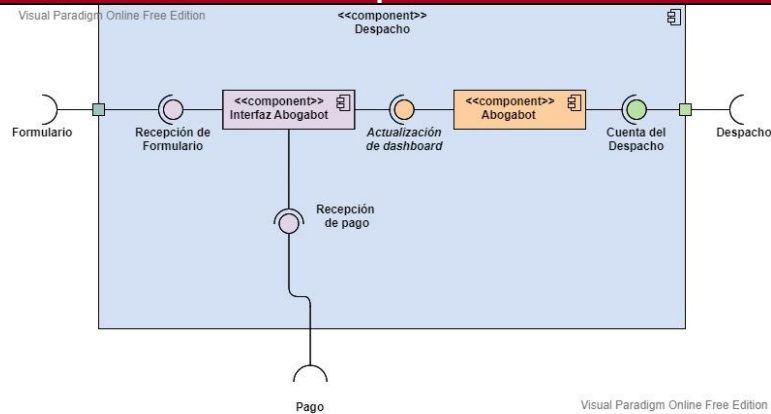 Visual Paradigm Online Free Edition
<<component>>
Despacho
<<component>>
Interfaz Abogabot
<<component>>
Abogabot
Formulario
Recepción de
Formulario
Actualización
de dashboard
Cuenta del
Despacho
Despacho
Recepción
de pago
Pago
Visual Paradigm Online Free Edition